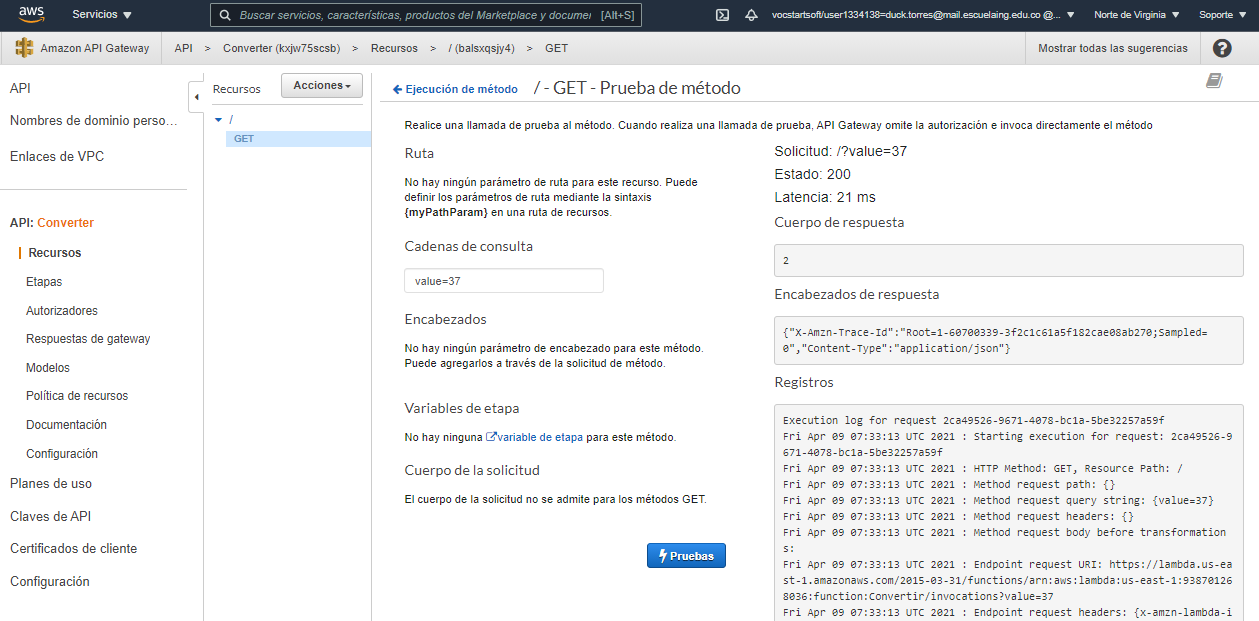 aws
Servicios
Buscar servicios, características, productos del Marketplace y documen
[Alt+S]
vocstartsoft/user1334138=duck.torres@mail.escuelaing.edu.co @...
Norte de Virginia
Soporte
Amazon API Gateway
API > Converter (kxjw75scsb) > Recursos > / (balsxqsjy4) > GET
Mostrar todas las sugerencias
?
API
Nombres de dominio perso...
Enlaces de VPC
API: Converter
Recursos
Etapas
Autorizadores
Respuestas de gateway
Modelos
Política de recursos
Documentación
Configuración
Planes de uso
Claves de API
Certificados de cliente
Configuración
Recursos
Acciones
/
GET
Ejecución de método
/ - GET - Prueba de método
Realice una llamada de prueba al método. Cuando realiza una llamada de prueba, API Gateway omite la autorización e invoca directamente el método
Ruta
No hay ningún parámetro de ruta para este recurso. Puede
definir los parámetros de ruta mediante la sintaxis
{myPathParam} en una ruta de recursos.
Cadenas de consulta
value=37
Encabezados
No hay ningún parámetro de encabezado para este método.
Puede agregarlos a través de la solicitud de método.
Variables de etapa
No hay ninguna variable de etapa para este método.
Cuerpo de la solicitud
El cuerpo de la solicitud no se admite para los métodos GET.
Pruebas
Solicitud: /?value=37
Estado: 200
Latencia: 21 ms
Cuerpo de respuesta
2
Encabezados de respuesta
{"X-Amzn-Trace-Id":"Root=1-60700339-3f2c1c61a5f182cae08ab270;Sampled=
0","Content-Type":"application/json"}
Registros
Execution log for request 2ca49526-9671-4078-bc1a-5be32257a59f
Fri Apr 09 07:33:13 UTC 2021 : Starting execution for request: 2ca49526-9
671-4078-bc1a-5be32257a59f
Fri Apr 09 07:33:13 UTC 2021 : HTTP Method: GET, Resource Path: /
Fri Apr 09 07:33:13 UTC 2021 : Method request path: {}
Fri Apr 09 07:33:13 UTC 2021 : Method request query string: {value=37}
Fri Apr 09 07:33:13 UTC 2021 : Method request headers: {}
Fri Apr 09 07:33:13 UTC 2021 : Method request body before transformation
s:
Fri Apr 09 07:33:13 UTC 2021 : Endpoint request URI: https://lambda.us-ea
st-1.amazonaws.com/2015-03-31/functions/arn:aws:lambda:us-east-1:93870126
8036:function:Convertir/invocations?value=37
Fri Apr 09 07:33:13 UTC 2021 : Endpoint request headers: {x-amzn-lambda-i